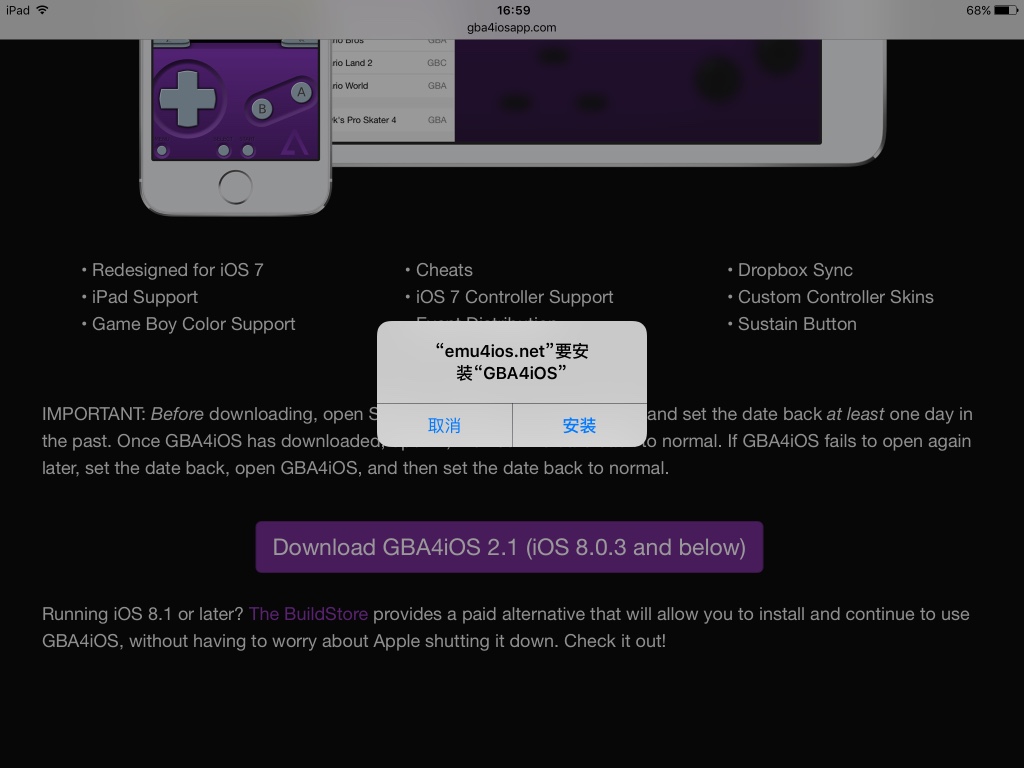 iPad 16:59 68%
gba4iosapp.com
GBA
rio Land 2 GBC
rio World GBA
rk's Pro Skater 4 GBA
B A
• Redesigned for iOS 7 • Cheats • Dropbox Sync
• iPad Support • iOS 7 Controller Support • Custom Controller Skins
• Game Boy Color Support • Event Distribution • Sustain Button
“emu4ios.net”要安
装“GBA4iOS”
取消 安装
IMPORTANT: Before downloading, open S and set the date back at least one day in
the past. Once GBA4iOS has downloaded, to normal. If GBA4iOS fails to open again
later, set the date back, open GBA4iOS, and then set the date back to normal.
Download GBA4iOS 2.1 (iOS 8.0.3 and below)
Running iOS 8.1 or later? The BuildStore provides a paid alternative that will allow you to install and continue to use
GBA4iOS, without having to worry about Apple shutting it down. Check it out!